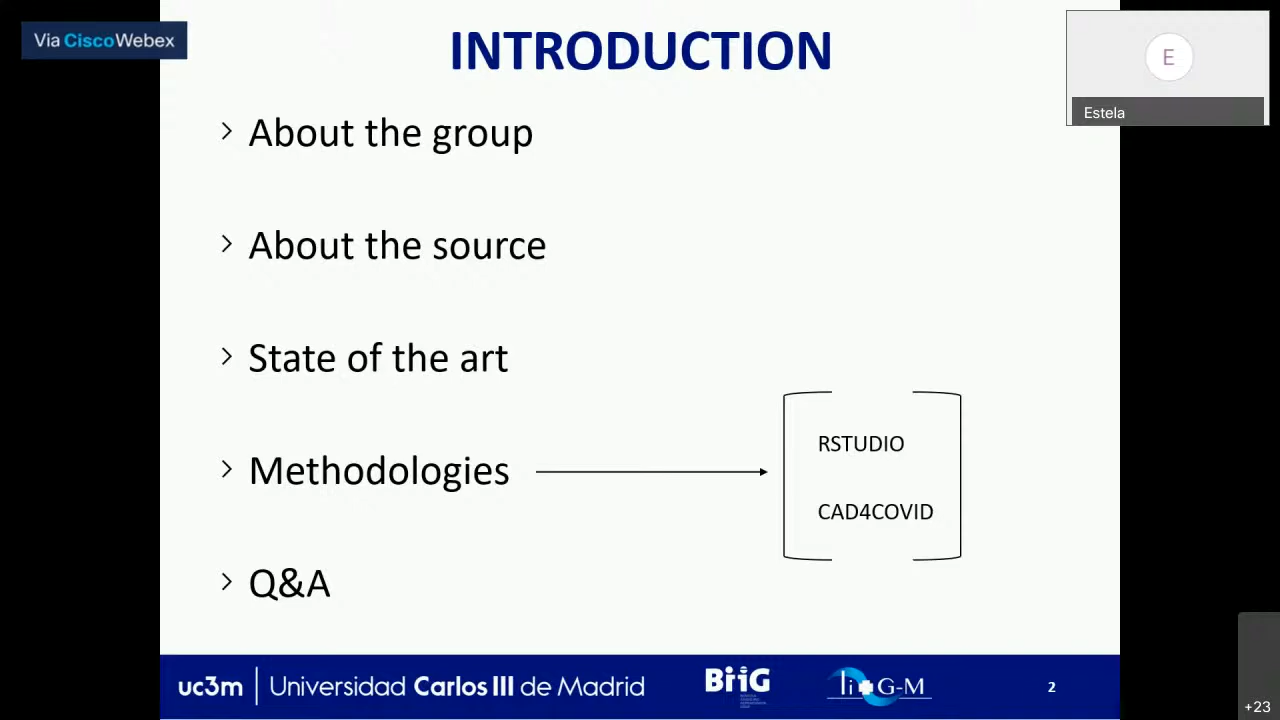 Via CiscoWebex
INTRODUCTION
E
Estela
About the group
About the source
State of the art
Methodologies
RSTUDIO
CAD4COVID
Q&A
uc3m | Universidad Carlos III de Madrid
BiiG
LiG-M
2
+23